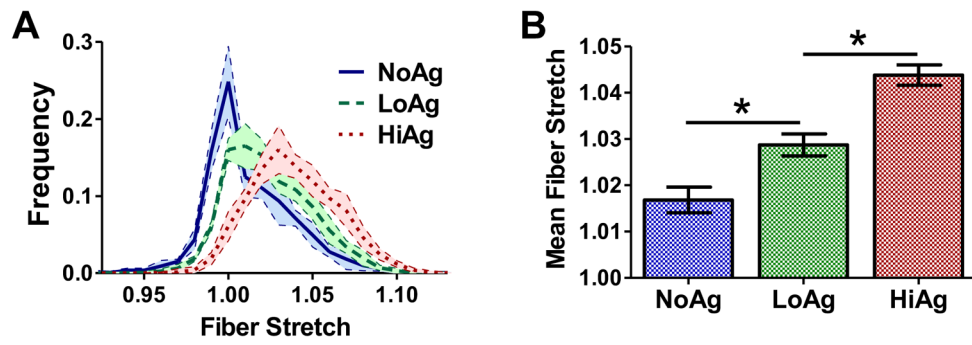 A
Frequency
0.3
0.2
0.1
0.0
0.95
1.00
1.05
1.10
Fiber Stretch
NoAg
LoAg
HiAg
B
Mean Fiber Stretch
1.05
1.04
1.03
1.02
1.01
1.00
*
*
NoAg
LoAg
HiAg